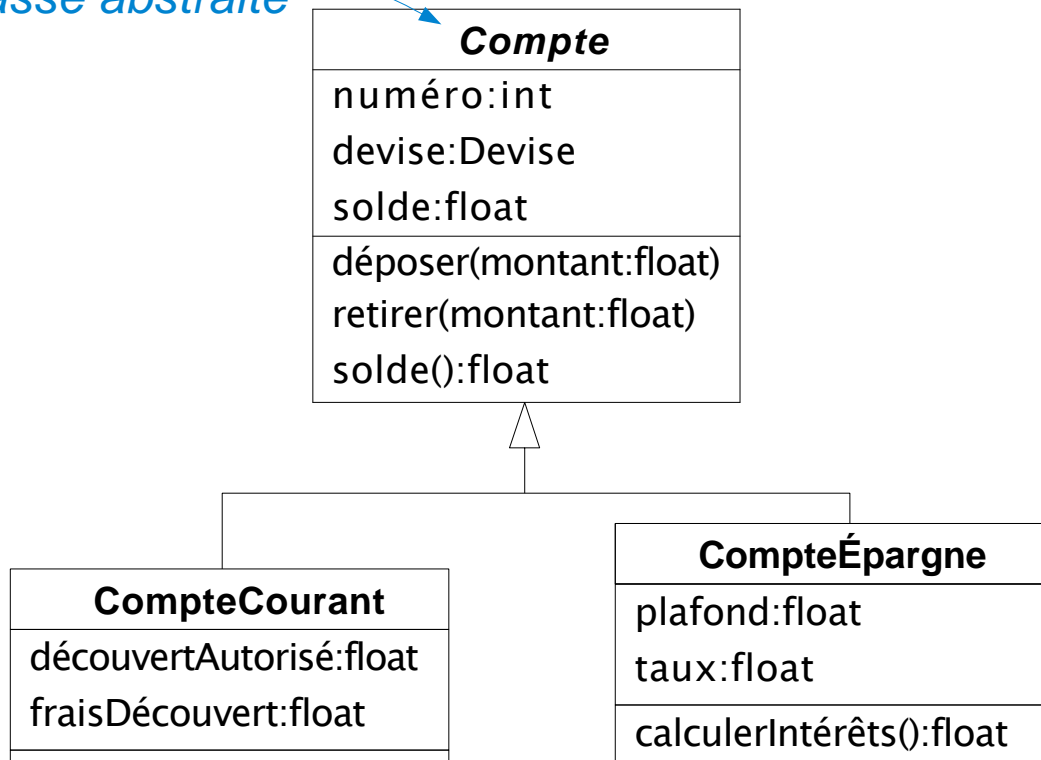 abstraite
Compte
numéro:int
devise:Devise
solde:float
déposer(montant:float)
retirer(montant:float)
solde():float
CompteCourant
découvertAutorisé:float
fraisDécouvert:float
CompteÉpargne
plafond:float
taux:float
calculerIntérêts():float